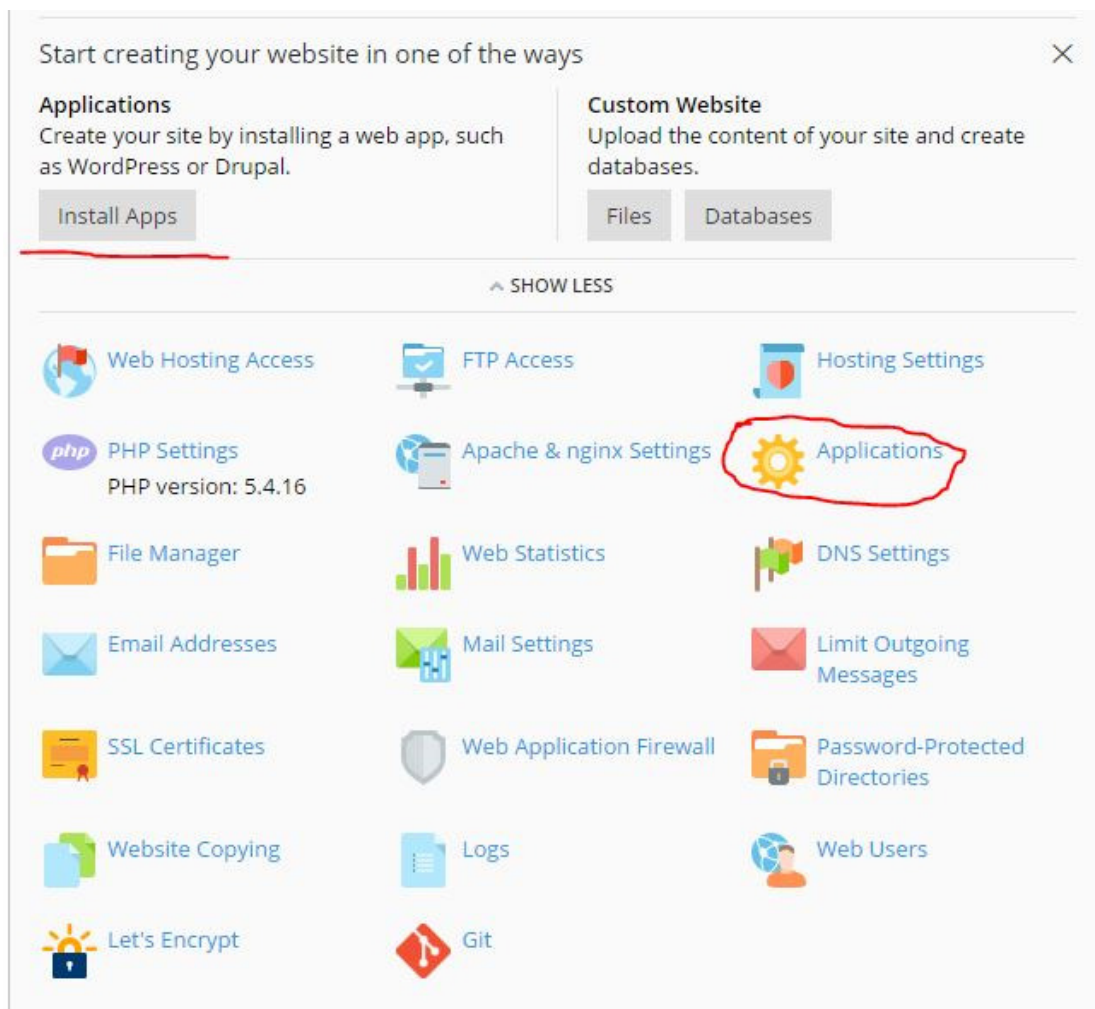 Start creating your website in one of the ways
Applications
Create your site by installing a web app, such
as WordPress or Drupal.
Install Apps
Custom Website
Upload the content of your site and create
databases.
Files Databases
SHOW LESS
Web Hosting Access FTP Access Hosting Settings
php PHP Settings Apache & nginx Settings Applications
PHP version: 5.4.16
File Manager Web Statistics DNS Settings
Email Addresses Mail Settings Limit Outgoing
Messages
SSL Certificates Web Application Firewall Password-Protected
Directories
Website Copying Logs Web Users
Let's Encrypt Git